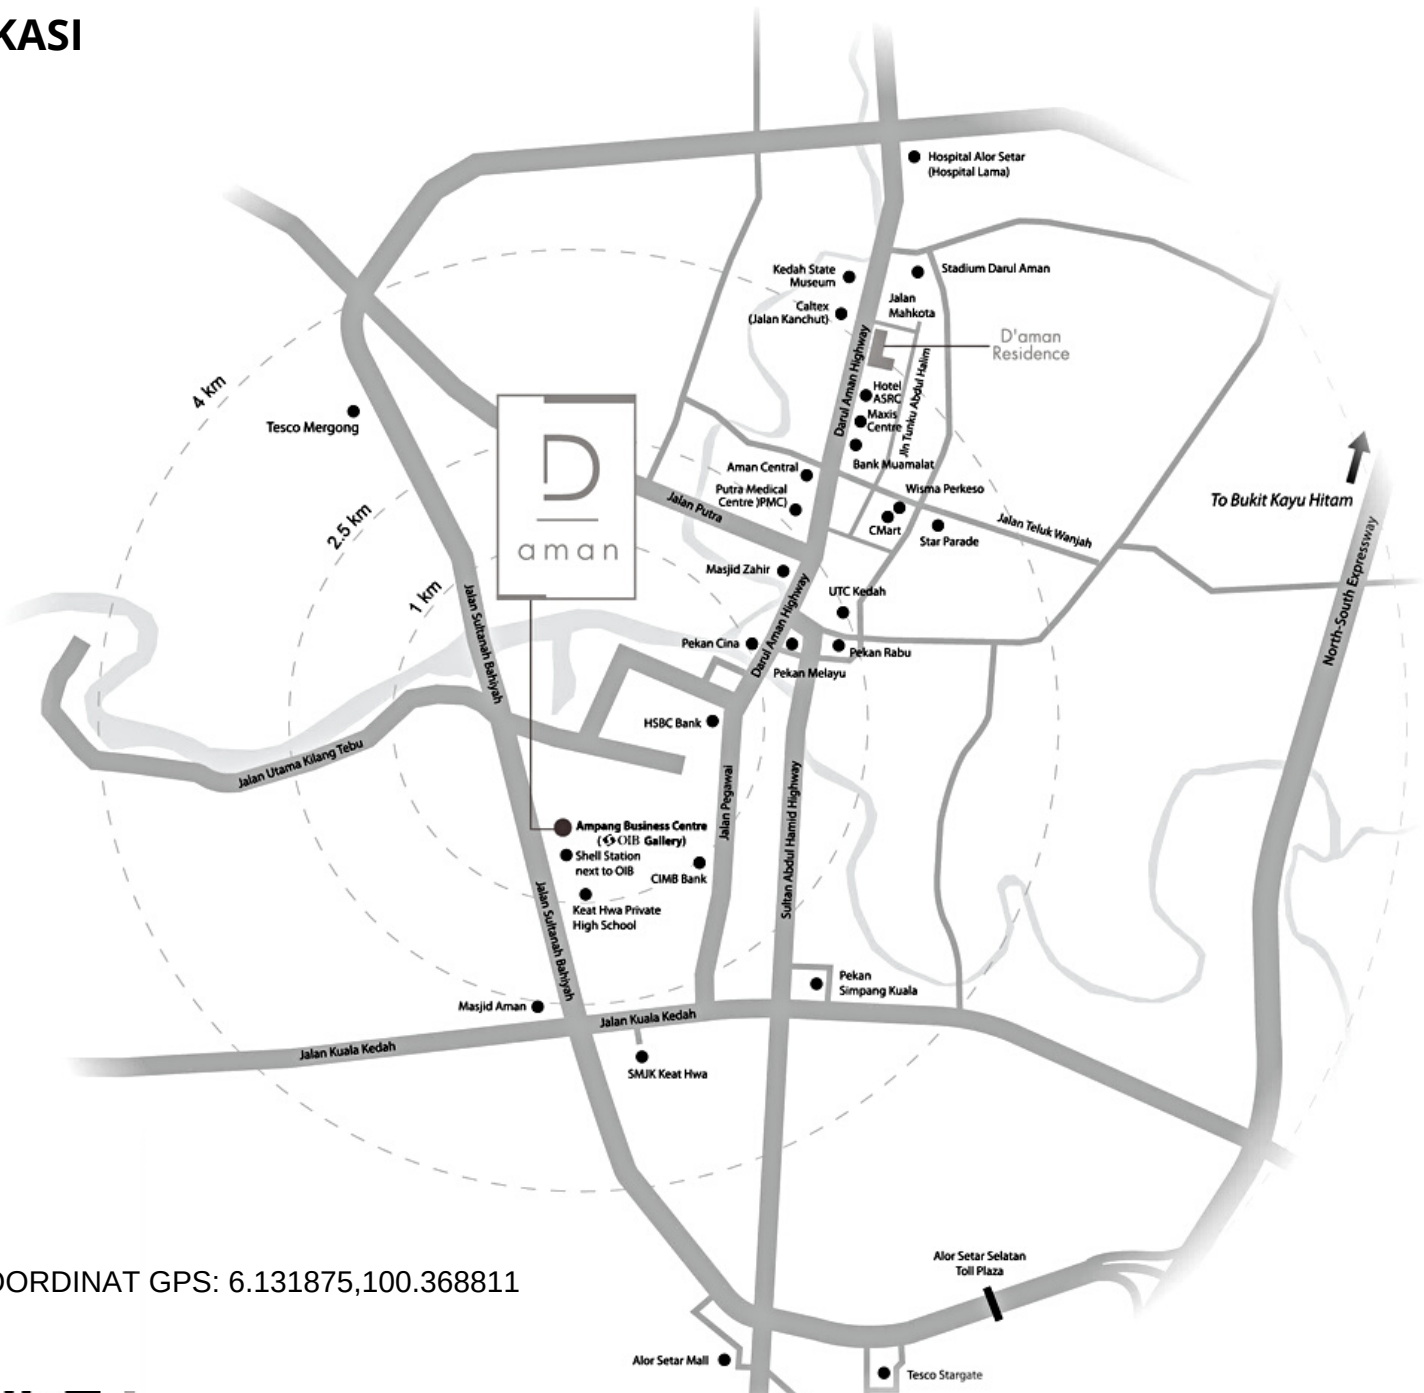 KASI
Hospital Alor Setar
(Hospital Lama)
Kedah State
Museum
Stadium Darul Aman
Caltex
(Jalan Kanchut)
Jalan
Mahkota
D'aman
Residence
Darul Aman Highway
Jln Tunku Abdul Halim
Hotel
ASRC
Maxis
Centre
Bank Muamalat
4 km
Tesco Mergong
D
aman
Aman Central
Putra Medical
Centre )PMC)
Jalan Putra
Wisma Perkeso
CMart
Star Parade
Jalan Teluk Wanjah
To Bukit Kayu Hitam
North-South Expressway
2.5 km
1 km
Masjid Zahir
UTC Kedah
Darul Aman Highway
Pekan Cina
Pekan Rabu
Pekan Melayu
Jalan Sultanah Bahiyah
HSBC Bank
Jalan Utama Kilang Tebu
Jalan Pegawai
Sultan Abdul Hamid Highway
Ampang Business Centre
(OIB Gallery)
Shell Station
next to OIB
CIMB Bank
Keat Hwa Private
High School
Jalan Sultanah Bahiyah
Pekan
Simpang Kuala
Masjid Aman
Jalan Kuala Kedah
Jalan Kuala Kedah
SMJK Keat Hwa
Alor Setar Selatan
Toll Plaza
OORDINAT GPS: 6.131875,100.368811
Alor Setar Mall
Tesco Stargate